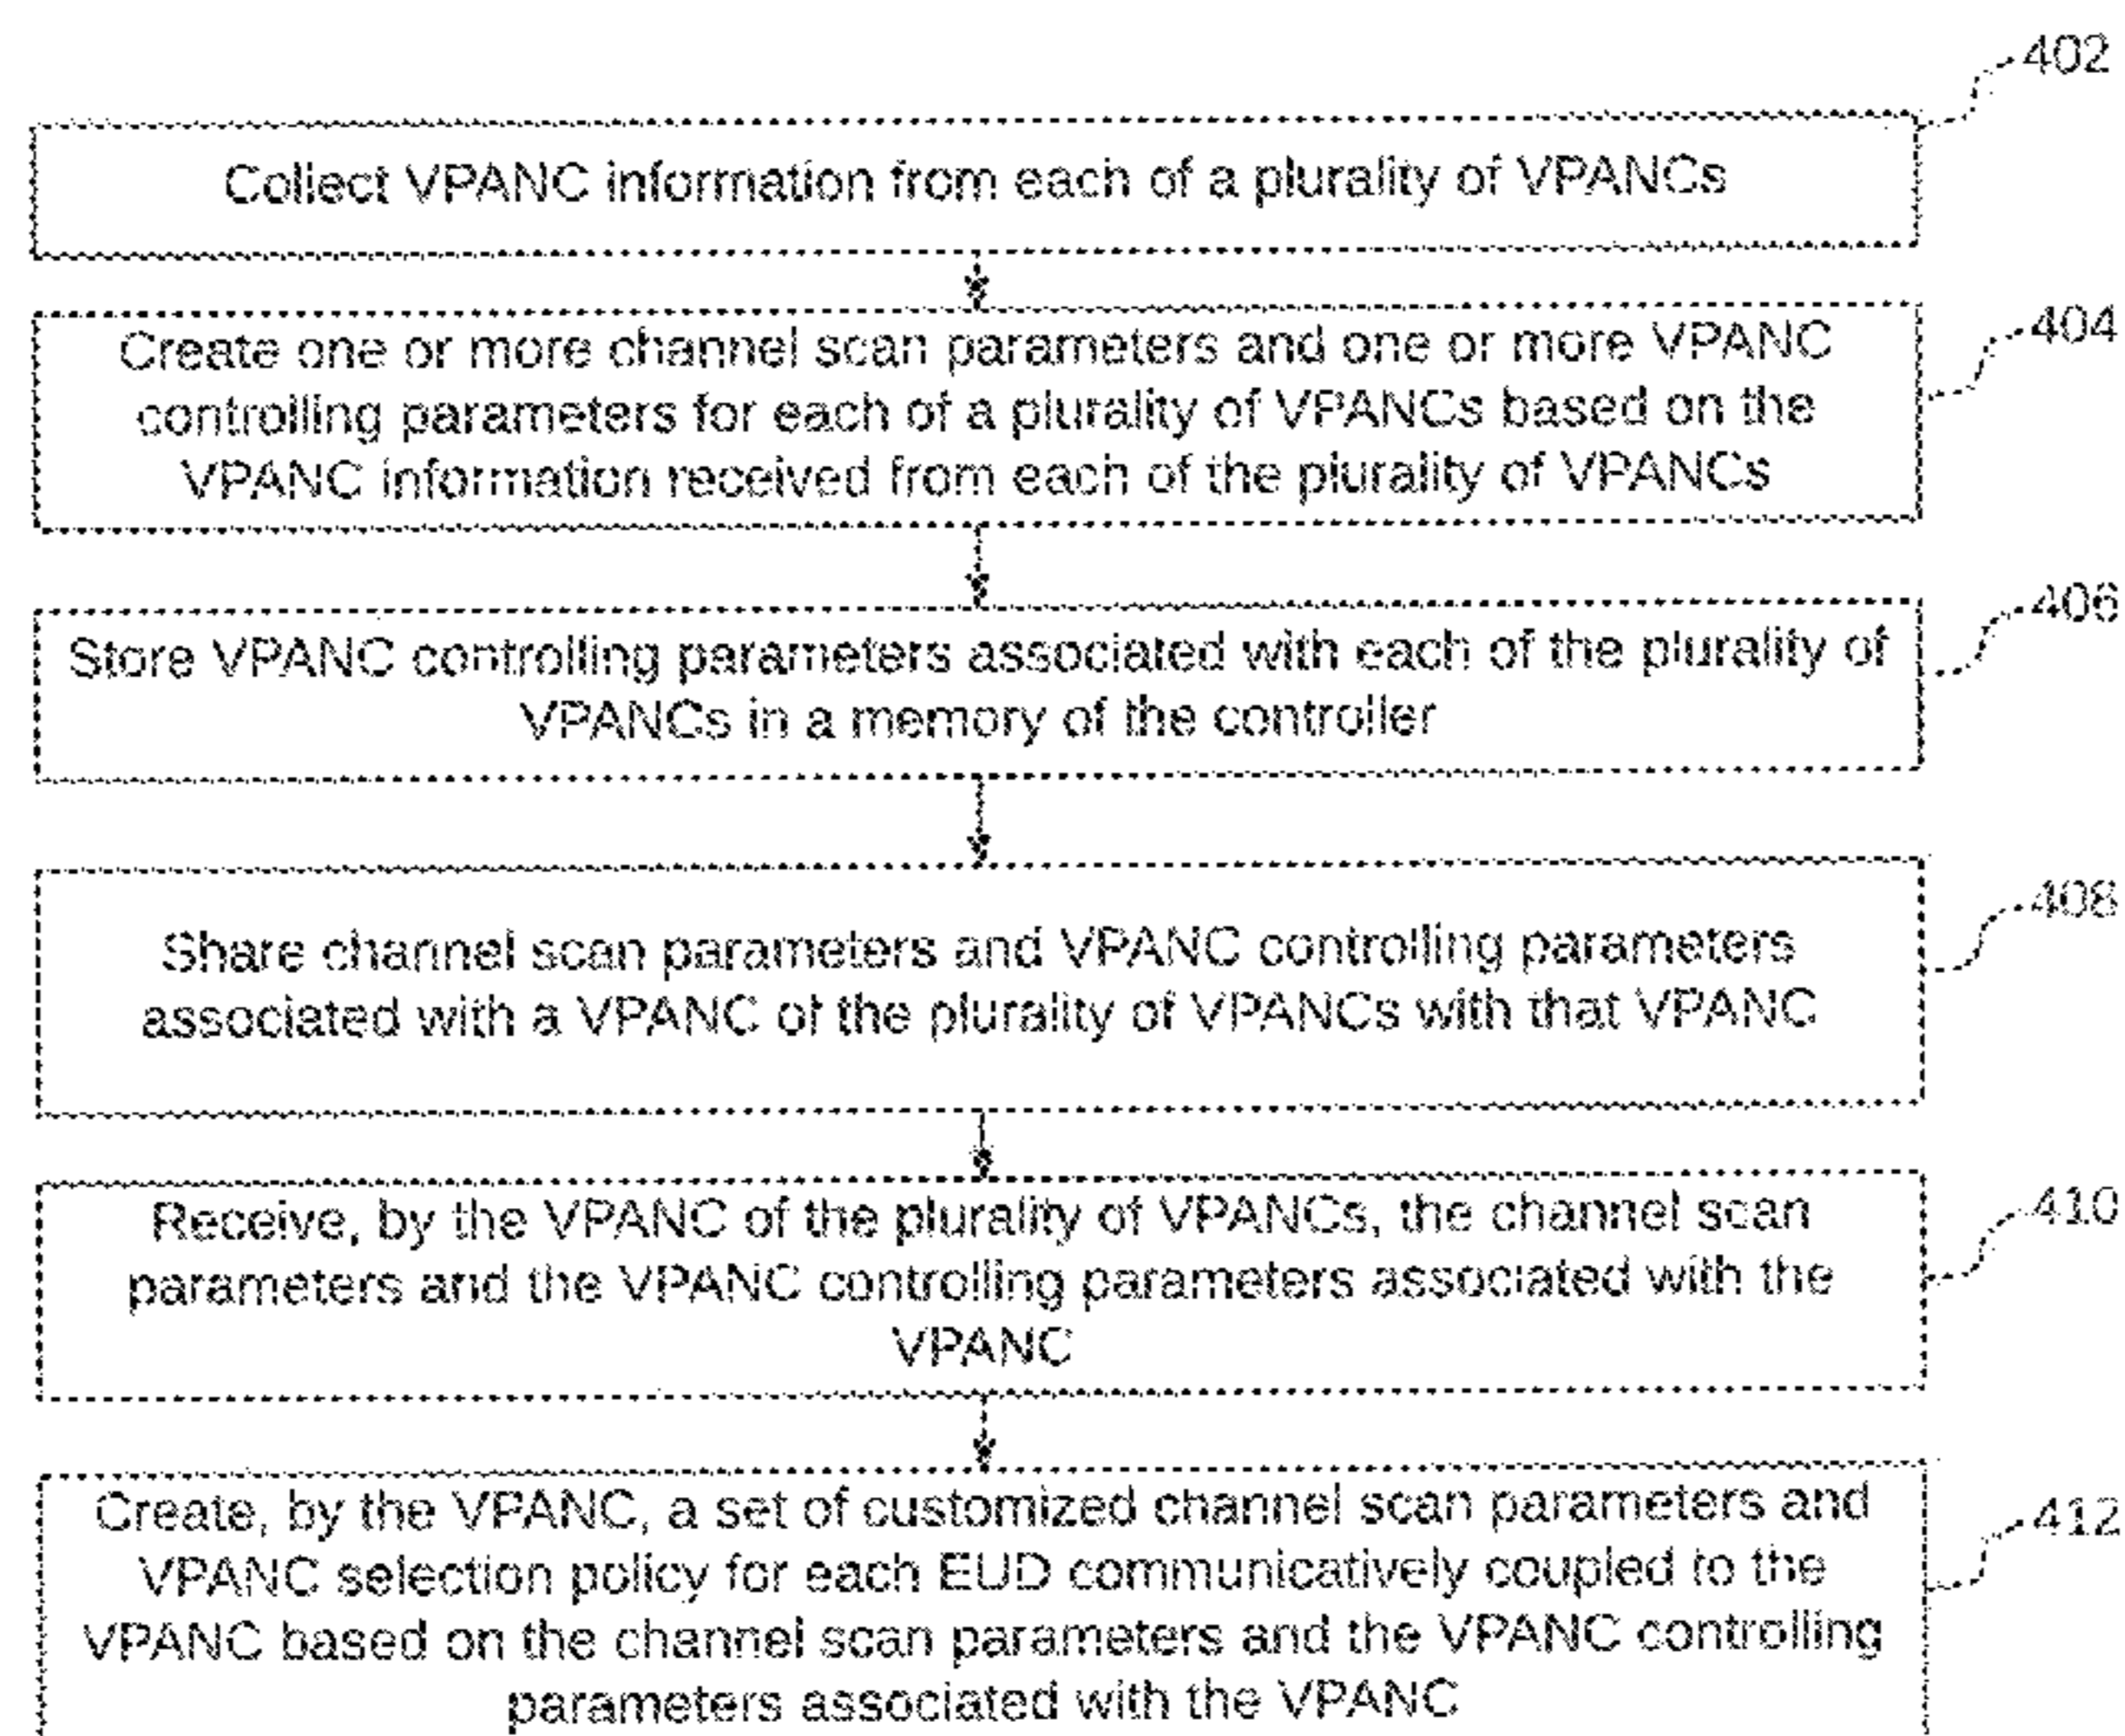 402
Collect VPANC information from each of a plurality of VPANCs
404
Create one or more channel scan parameters and one or more VPANC
controlling parameters for each of a plurality of VPANCs based on the
VPANC information received from each of the plurality of VPANCs
406
Store VPANC controlling parameters associated with each of the plurality of
VPANCs in a memory of the controller
408
Share channel scan parameters and VPANC controlling parameters
associated with a VPANC of the plurality of VPANCs with that VPANC
410
Receive, by the VPANC of the plurality of VPANCs, the channel scan
parameters and the VPANC controlling parameters associated with the
VPANC
412
Create, by the VPANC, a set of customized channel scan parameters and
VPANC selection policy for each EUD communicatively coupled to the
VPANC based on the channel scan parameters and the VPANC controlling
parameters associated with the VPANC